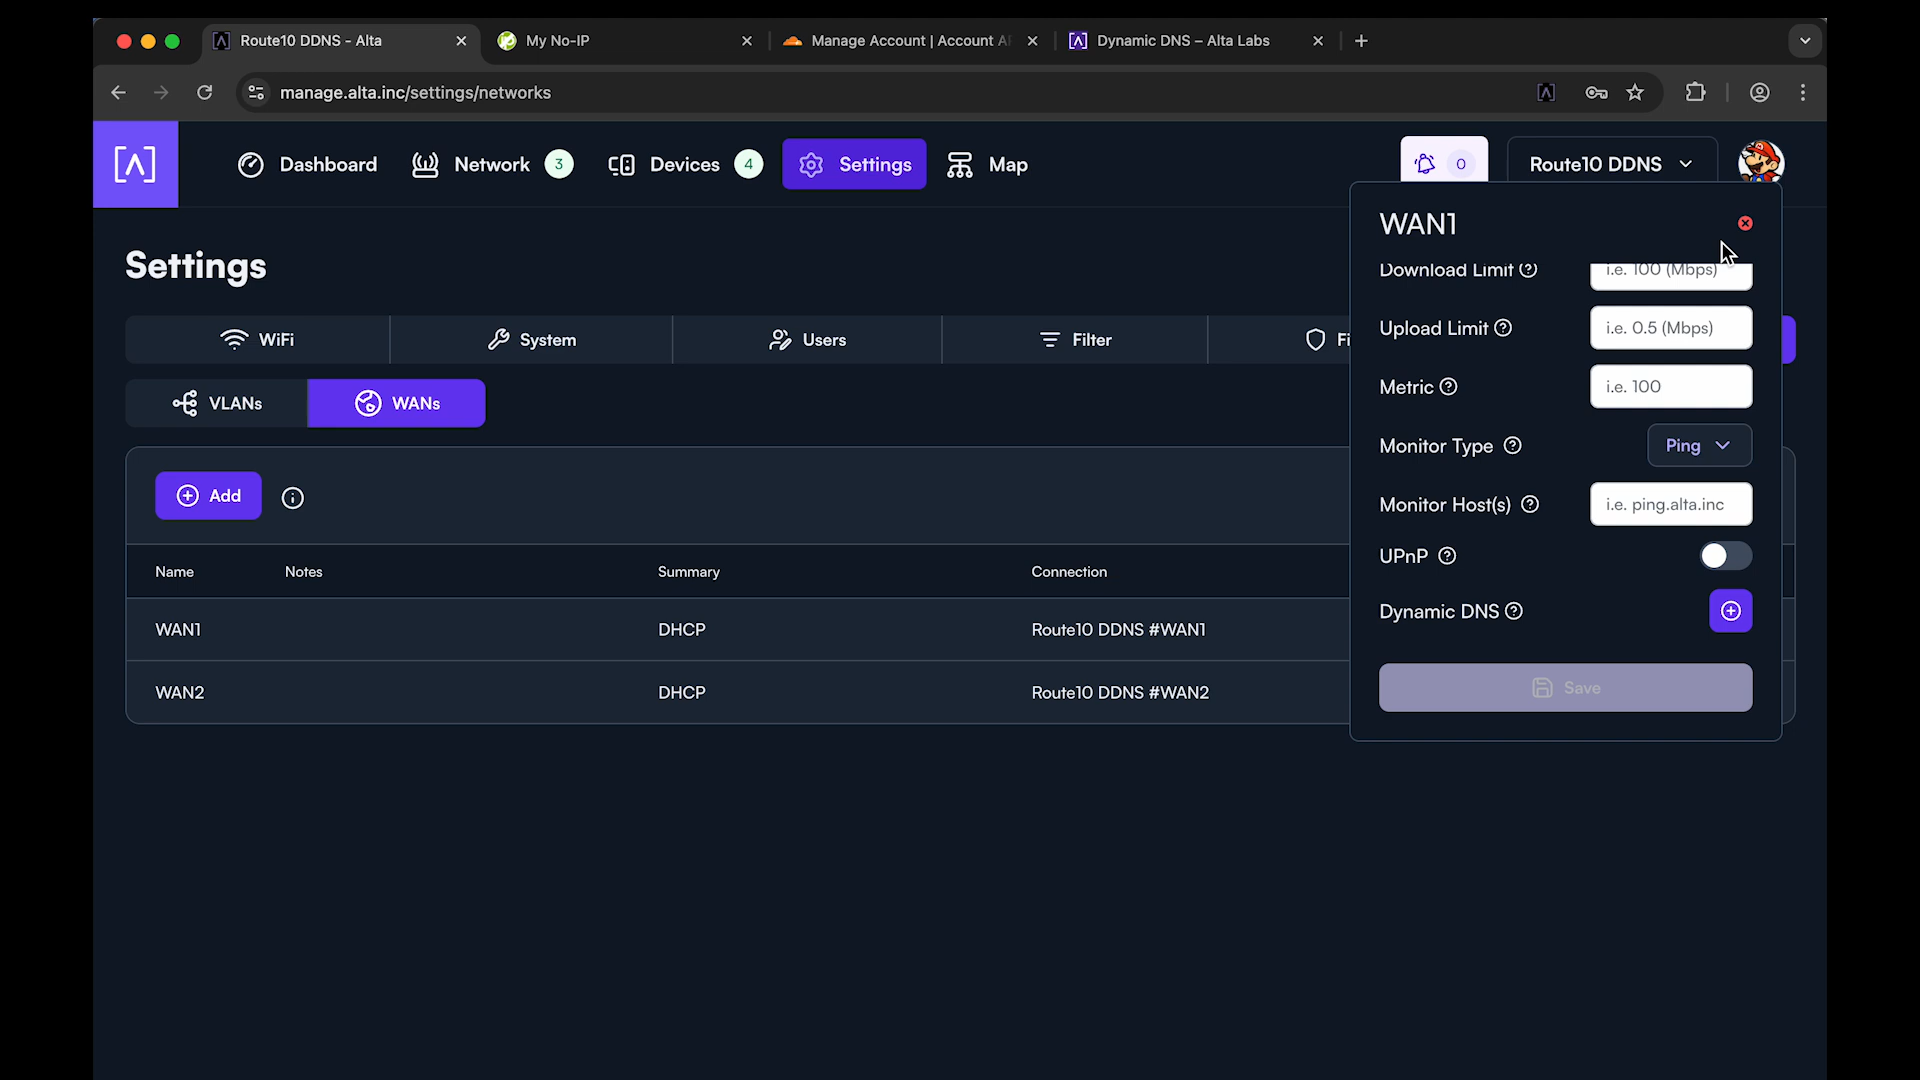 Route10 DDNS - Alta
My No-IP
Manage Account | Account A
Dynamic DNS – Alta Labs
manage.alta.inc/settings/networks
Dashboard
Network 3
Devices 4
Settings
Map
0
Route10 DDNS
Settings
WiFi
System
Users
Filter
Fi
VLANs
WANs
Add
Name Notes Summary Connection
WAN1 DHCP Route10 DDNS #WAN1
WAN2 DHCP Route10 DDNS #WAN2
WAN1
Download Limit i.e. 100 (Mbps)
Upload Limit i.e. 0.5 (Mbps)
Metric i.e. 100
Monitor Type Ping
Monitor Host(s) i.e. ping.alta.inc
UPnP
Dynamic DNS
Save